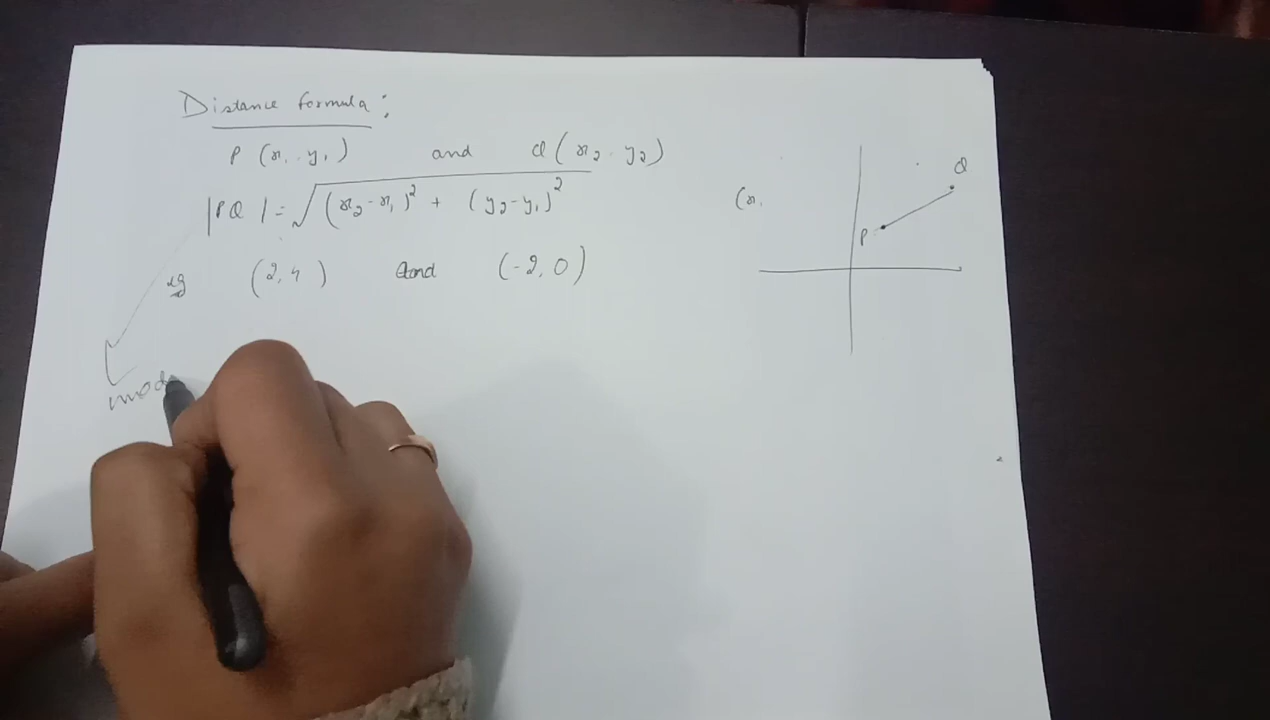 Distance formula :
P (x₁, y₁) and Q (x₂, y₂)
|PQ| = √(x₂-x₁)² + (y₂-y₁)²
eg (2, 4) and (-2, 0)
mod
(x₁
P
Q